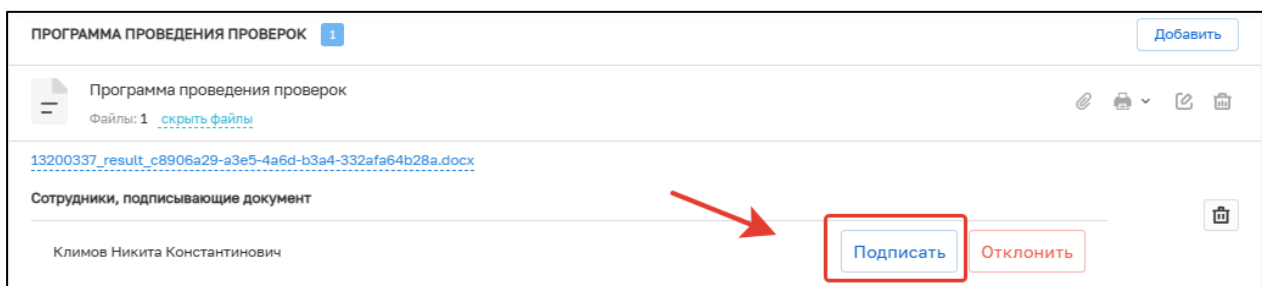 ПРОГРАММА ПРОВЕДЕНИЯ ПРОВЕРОК 1 Добавить
Программа проведения проверок
Файлы: 1 скрыть файлы
13200337_result_c8906a29-a3e5-4a6d-b3a4-332afa64b28a.docx
Сотрудники, подписывающие документ
Климов Никита Константинович Подписать Отклонить